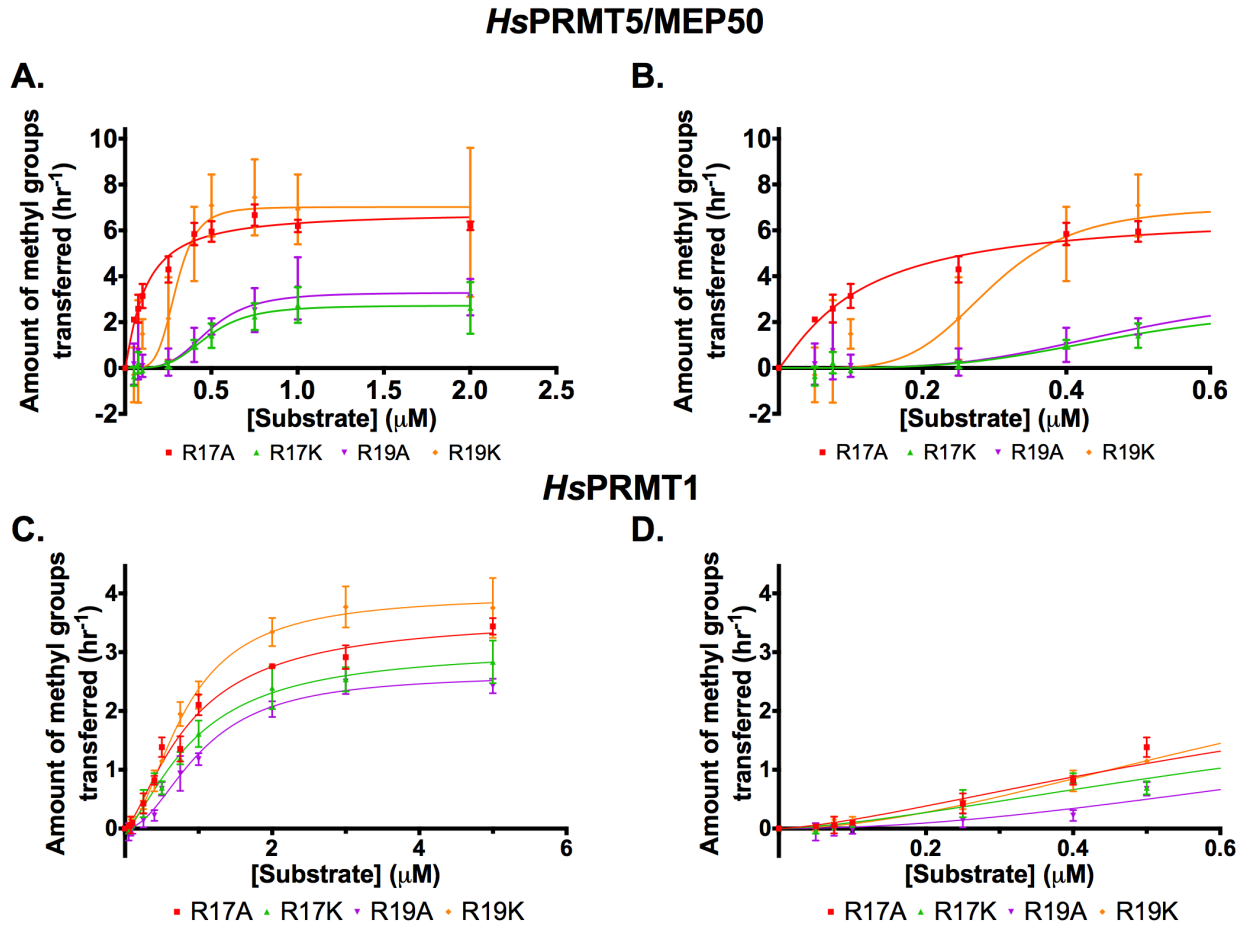 HsPRMT5/MEP50
A.
Amount of methyl groups
transferred (hr-1)
10
8
6
4
2
0
-2
0.5 1.0 1.5 2.0 2.5
[Substrate] (μM)
R17A R17K R19A R19K
B.
Amount of methyl groups
transferred (hr-1)
10
8
6
4
2
0
-2
0.2 0.4 0.6
[Substrate] (μM)
R17A R17K R19A R19K
HsPRMT1
C.
Amount of methyl groups
transferred (hr-1)
4
3
2
1
0
2 4 6
[Substrate] (μM)
R17A R17K R19A R19K
D.
Amount of methyl groups
transferred (hr-1)
4
3
2
1
0
0.2 0.4 0.6
[Substrate] (μM)
R17A R17K R19A R19K